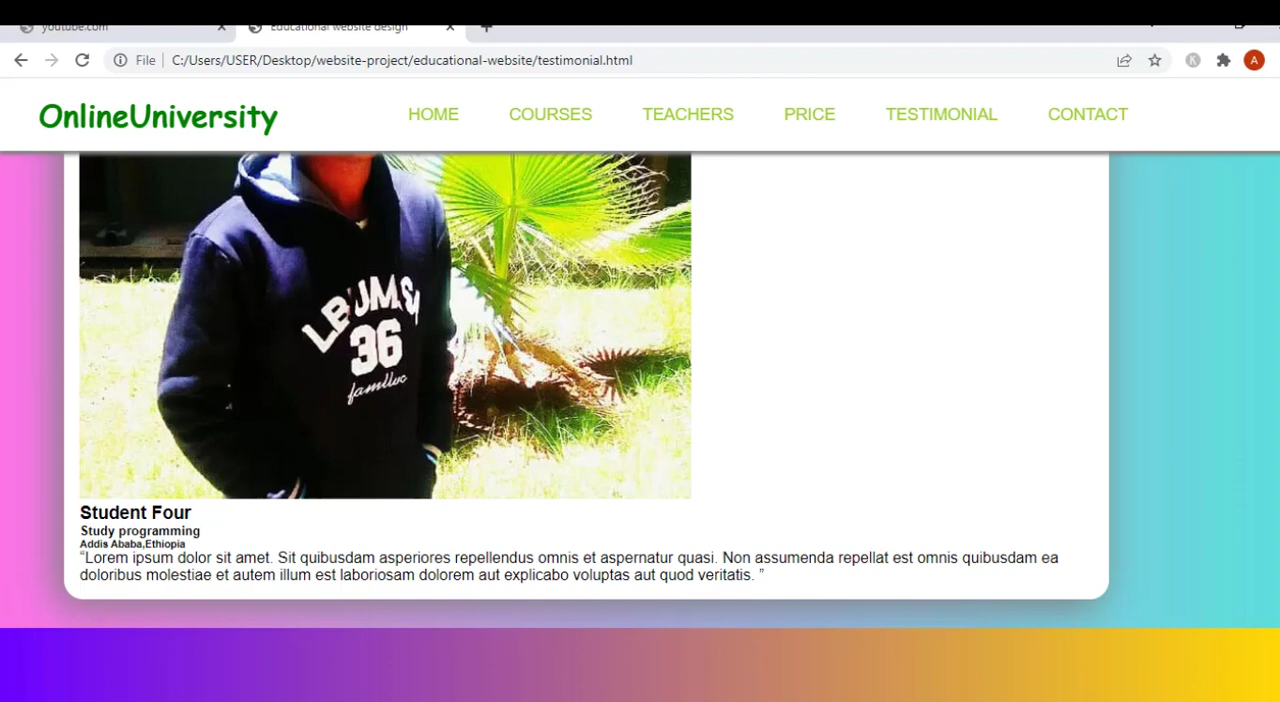 youtube.com
Educational website design
File
C:/Users/USER/Desktop/website-project/educational-website/testimonial.html
A
OnlineUniversity
HOME
COURSES
TEACHERS
PRICE
TESTIMONIAL
CONTACT
36
Student Four
Study programming
Addis Ababa,Ethiopia
“Lorem ipsum dolor sit amet. Sit quibusdam asperiores repellendus omnis et aspernatur quasi. Non assumenda repellat est omnis quibusdam ea
doloribus molestiae et autem illum est laboriosam dolorem aut explicabo voluptas aut quod veritatis. ”